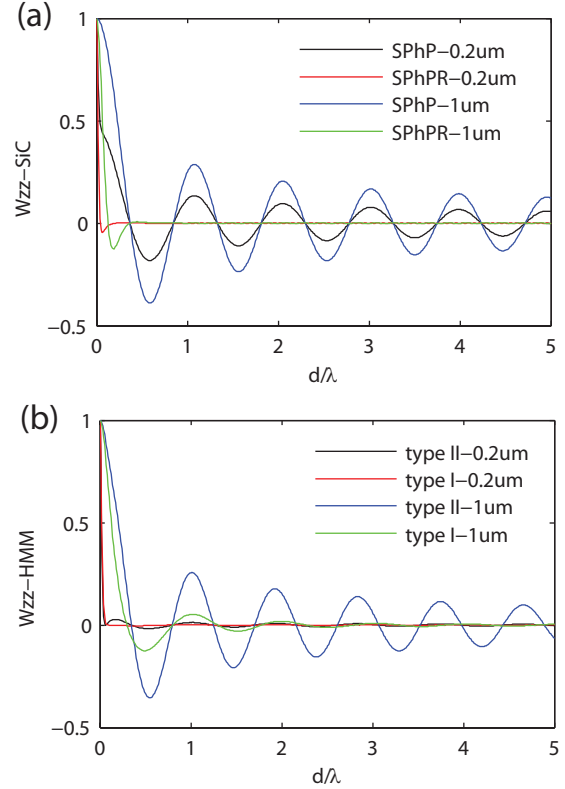 (a)
1
0.5
0
−0.5
Wzz−SiC
SPhP−0.2um
SPhPR−0.2um
SPhP−1um
SPhPR−1um
0 1 2 3 4 5
d/λ
(b)
1
0.5
0
−0.5
Wzz−HMM
type II−0.2um
type I−0.2um
type II−1um
type I−1um
0 1 2 3 4 5
d/λ